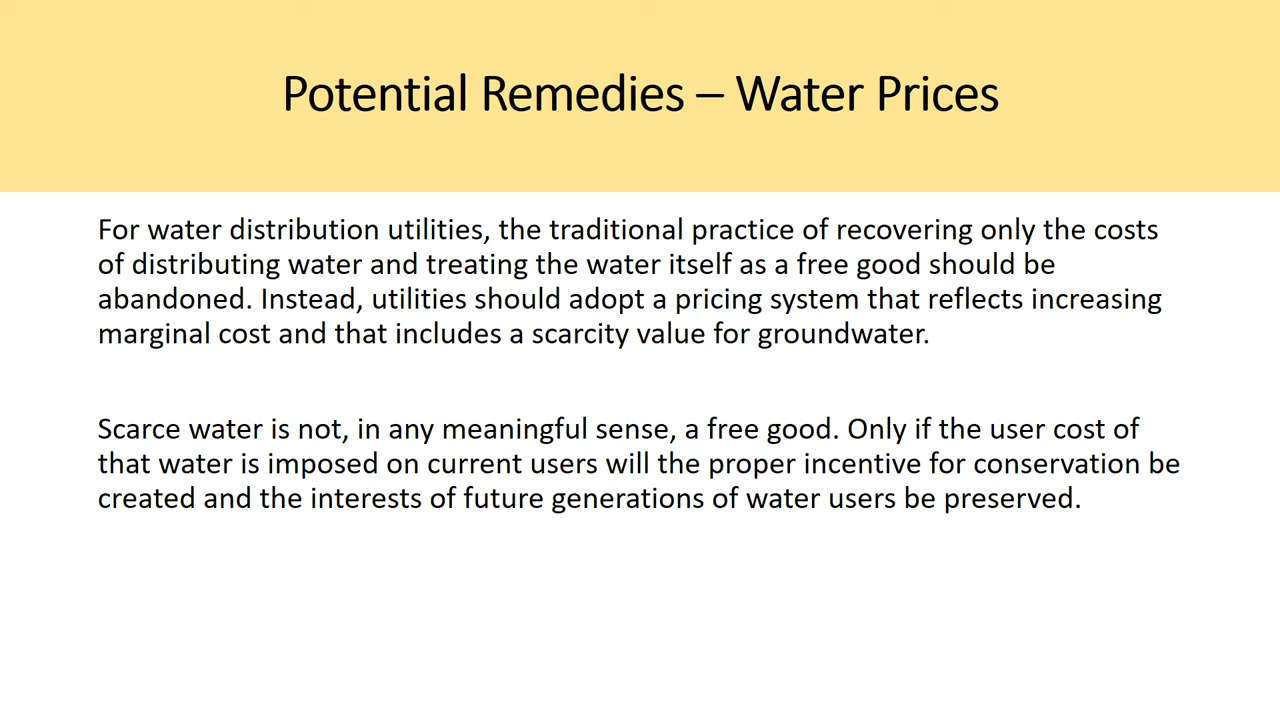 Potential Remedies – Water Prices
For water distribution utilities, the traditional practice of recovering only the costs
of distributing water and treating the water itself as a free good should be
abandoned. Instead, utilities should adopt a pricing system that reflects increasing
marginal cost and that includes a scarcity value for groundwater.
Scarce water is not, in any meaningful sense, a free good. Only if the user cost of
that water is imposed on current users will the proper incentive for conservation be
created and the interests of future generations of water users be preserved.